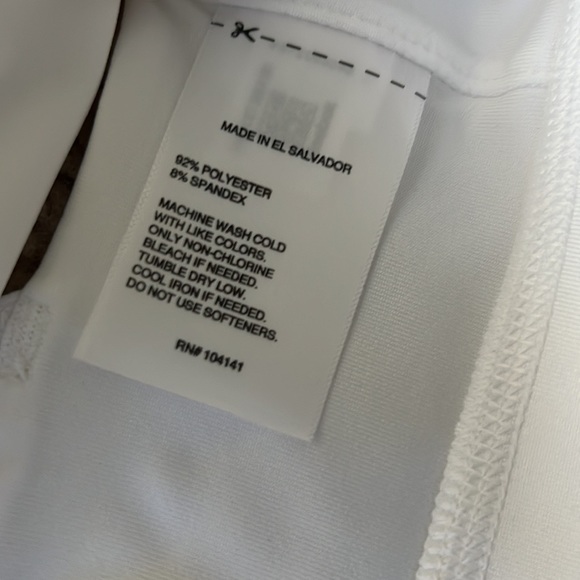 MADE IN EL SALVADOR
92% POLYESTER
8% SPANDEX
MACHINE WASH COLD
WITH LIKE COLORS.
ONLY NON-CHLORINE
BLEACH IF NEEDED.
TUMBLE DRY LOW.
COOL IRON IF NEEDED.
DO NOT USE SOFTENERS.
RN# 104141